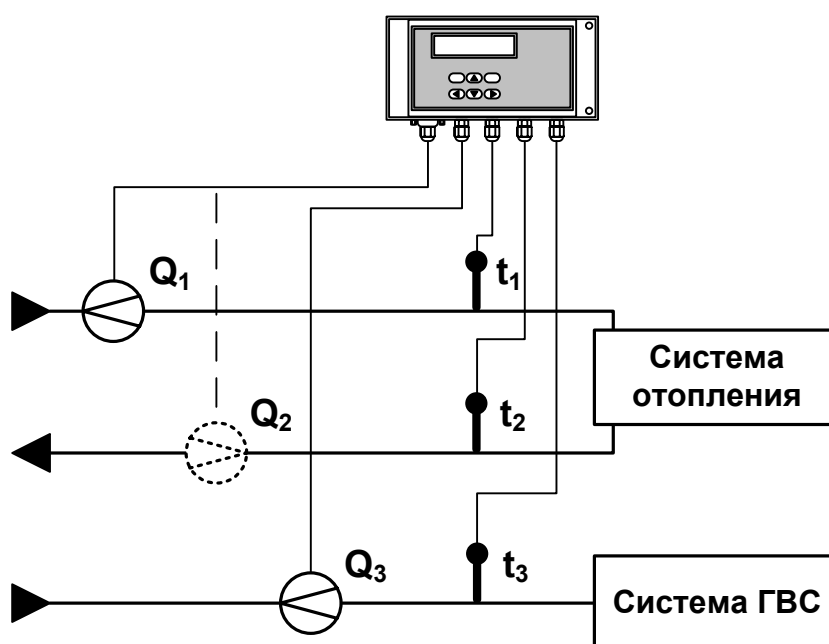 Q₁
t₁
Система
отопления
Q₂
t₂
Q₃
t₃
Система ГВС